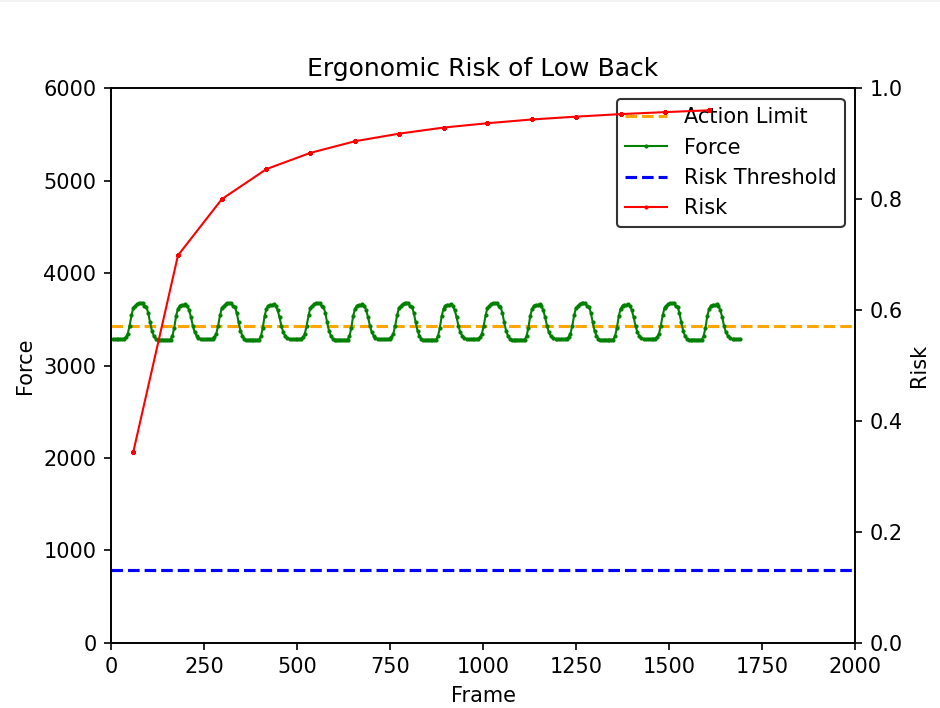 Ergonomic Risk of Low Back
6000
5000
4000
3000
2000
1000
0
Force
1.0
0.8
0.6
0.4
0.2
0.0
Risk
Action Limit
Force
Risk Threshold
Risk
0 250 500 750 1000 1250 1500 1750 2000
Frame